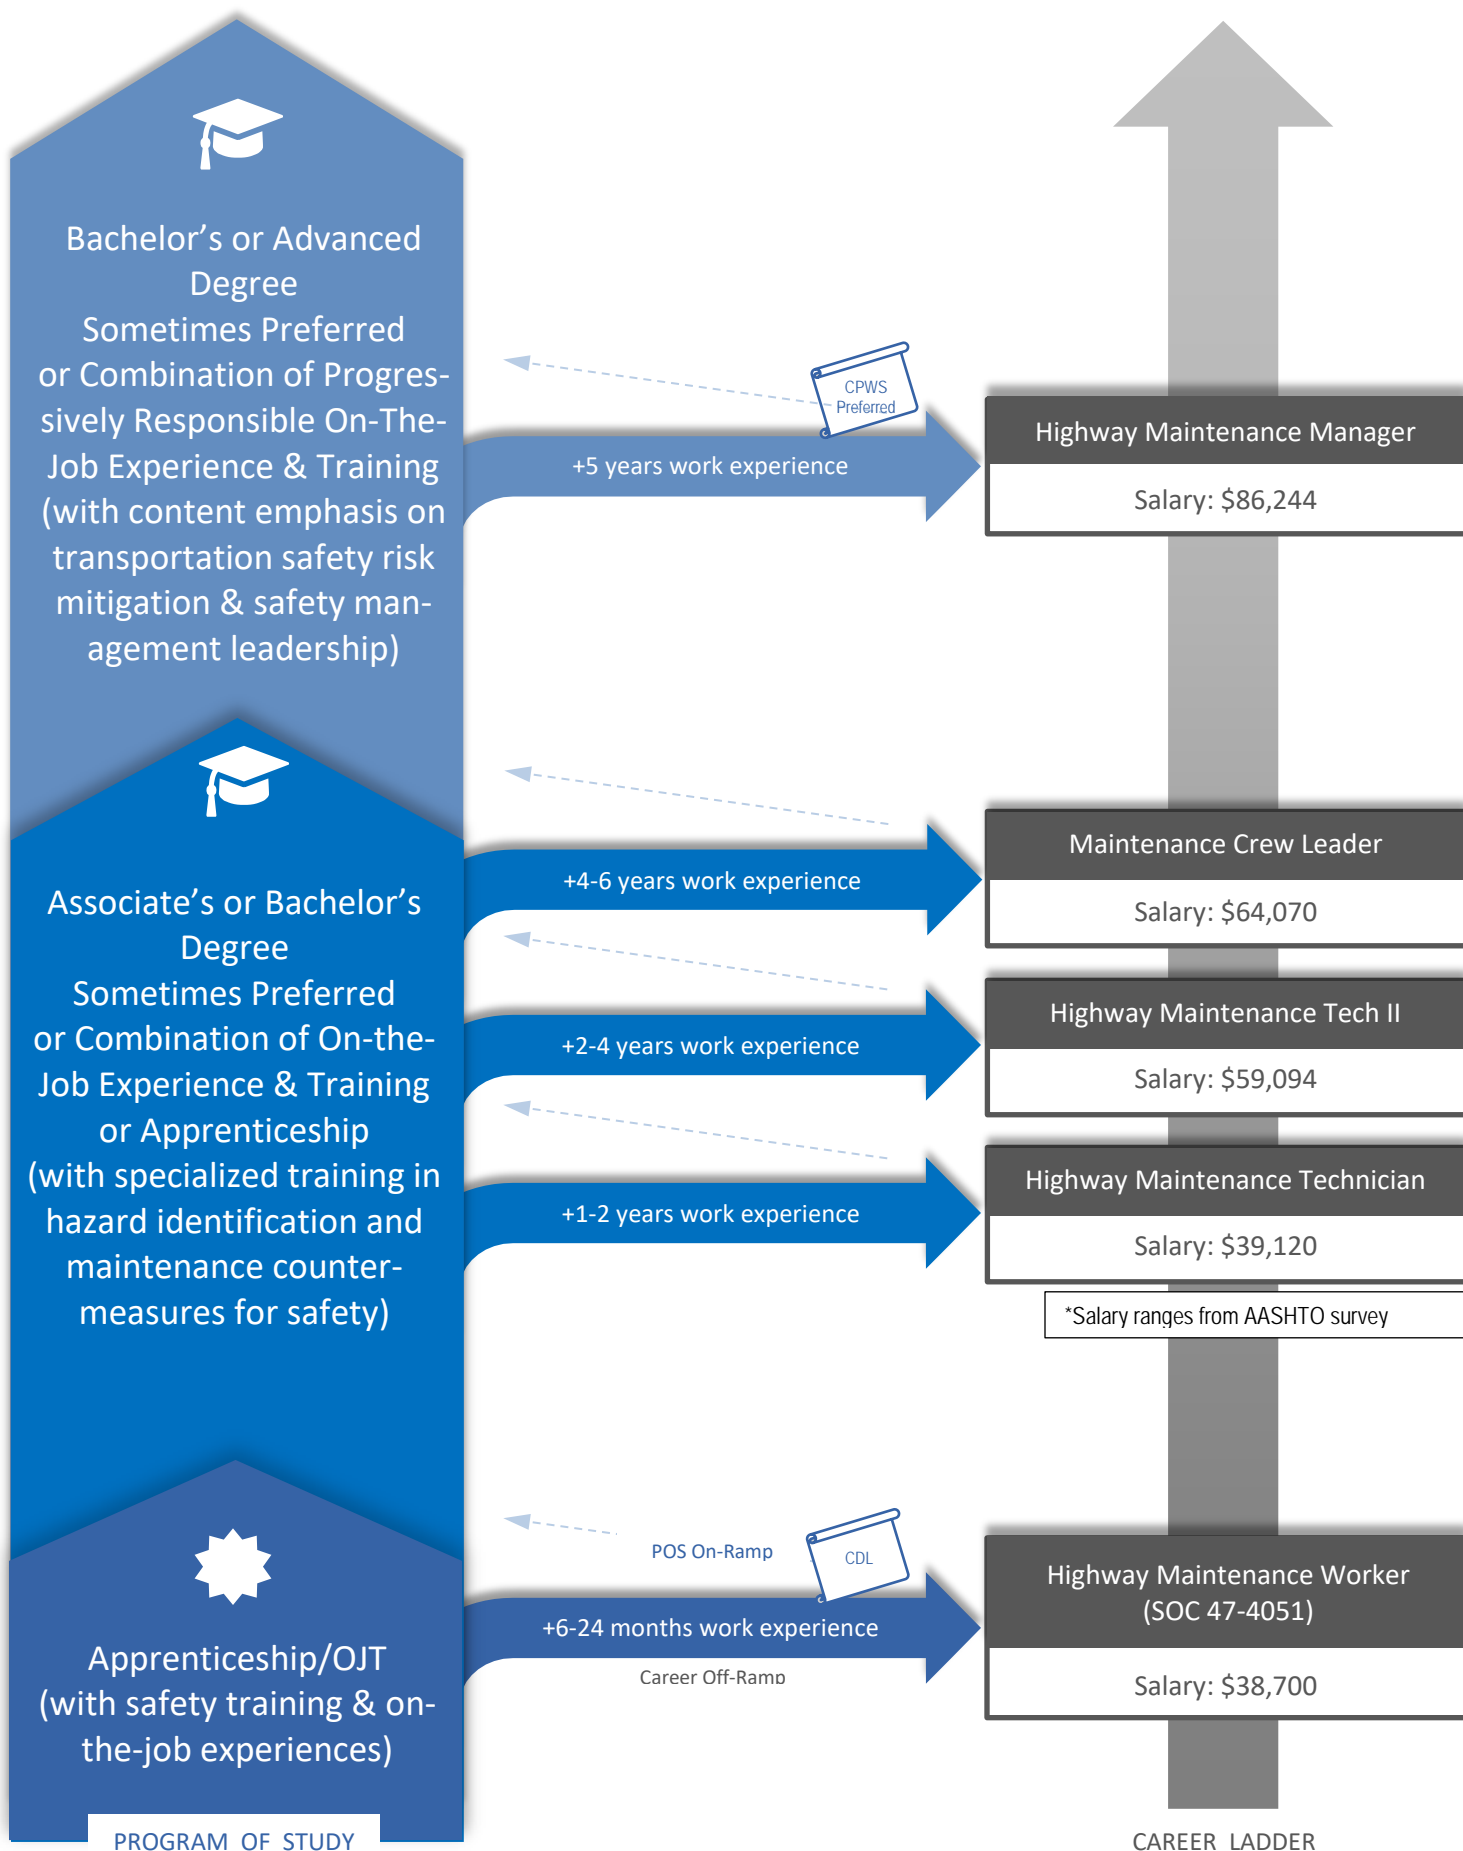 Bachelor’s or Advanced
Degree
Sometimes Preferred
or Combination of Progres-
sively Responsible On-The-
Job Experience & Training
(with content emphasis on
transportation safety risk
mitigation & safety man-
agement leadership)
CPWS
Preferred
+5 years work experience
Highway Maintenance Manager
Salary: $86,244
Associate’s or Bachelor’s
Degree
Sometimes Preferred
or Combination of On-the-
Job Experience & Training
or Apprenticeship
(with specialized training in
hazard identification and
maintenance counter-
measures for safety)
+4-6 years work experience
Maintenance Crew Leader
Salary: $64,070
+2-4 years work experience
Highway Maintenance Tech II
Salary: $59,094
+1-2 years work experience
Highway Maintenance Technician
Salary: $39,120
*Salary ranges from AASHTO survey
Apprenticeship/OJT
(with safety training & on-
the-job experiences)
POS On-Ramp
CDL
+6-24 months work experience
Career Off-Ramp
Highway Maintenance Worker
(SOC 47-4051)
Salary: $38,700
PROGRAM OF STUDY
CAREER LADDER